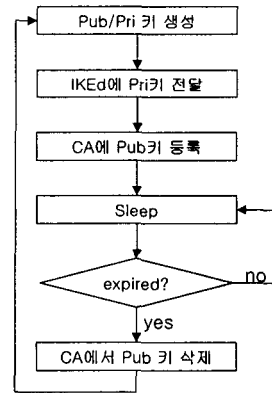 Pub/Pri 키 생성
IKEd에 Pri키 전달
CA에 Pub키 등록
Sleep
expired?
no
yes
CA에서 Pub 키 삭제